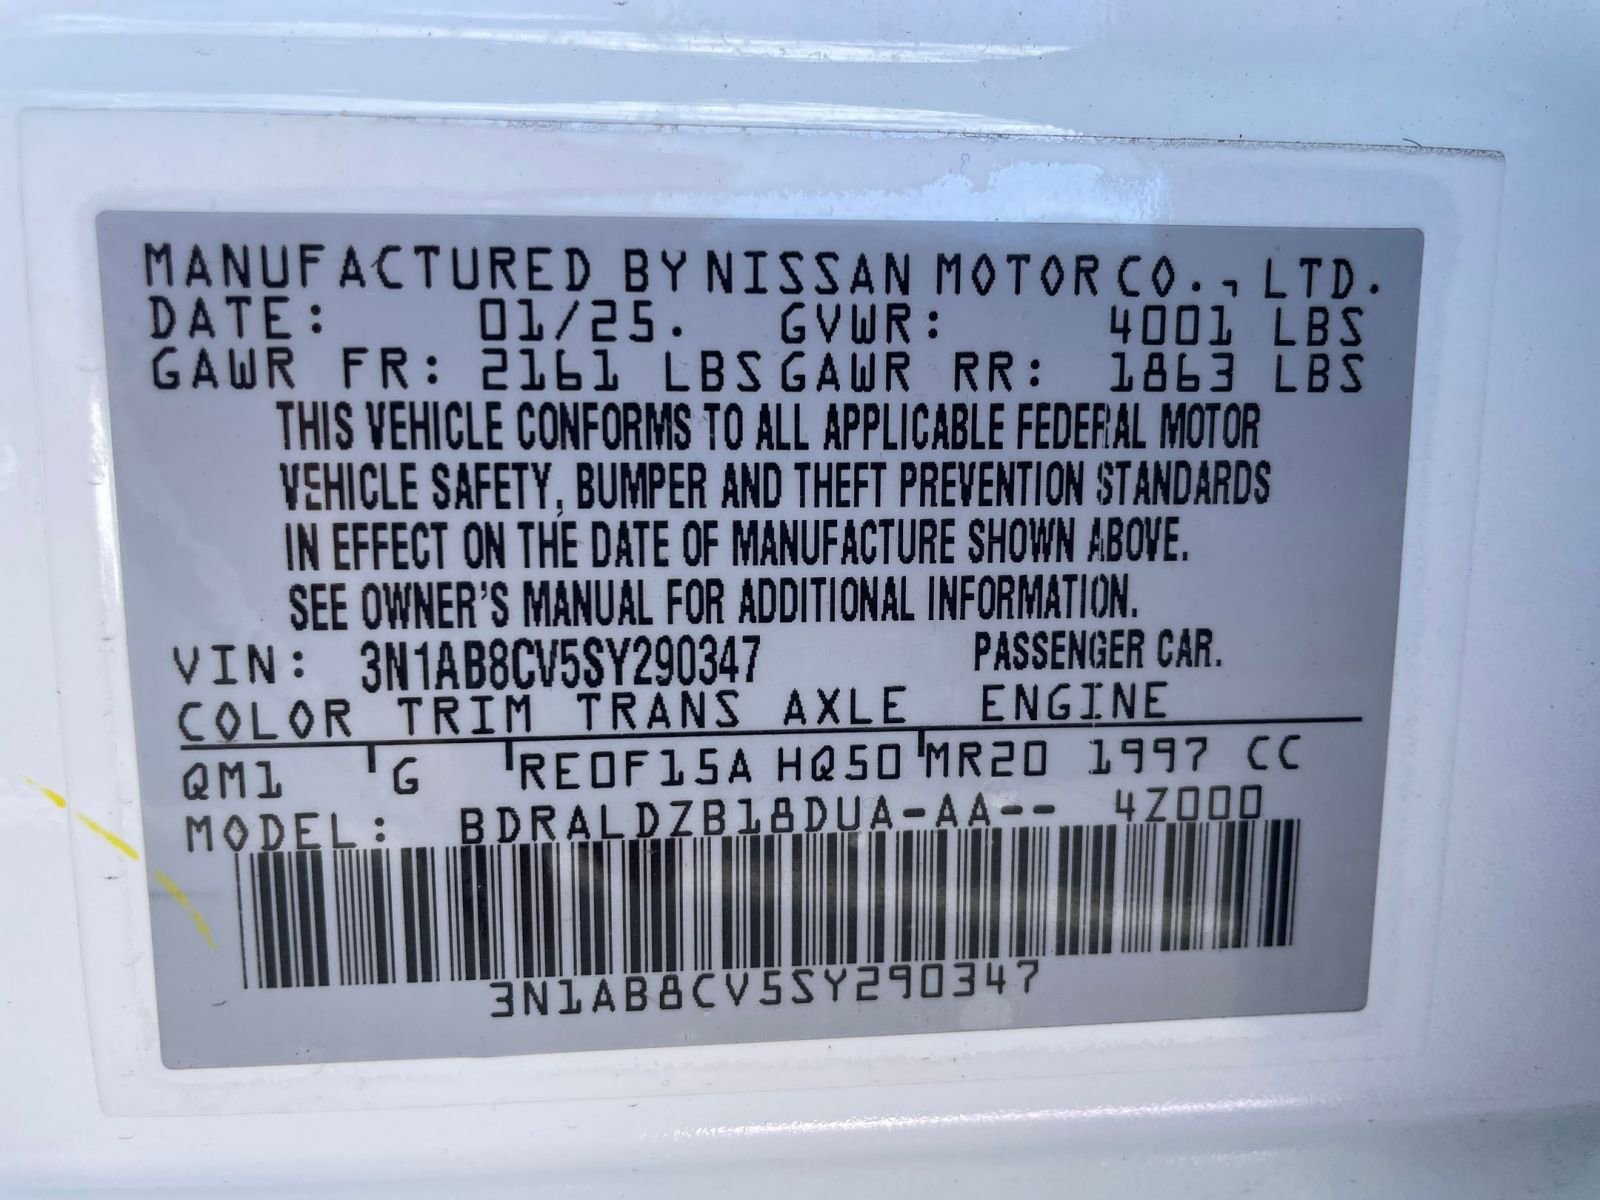 MANUFACTURED BY NISSAN MOTOR CO., LTD.
DATE: 01/25. GVWR: 4001 LBS
GAWR FR: 2161 LBS GAWR RR: 1863 LBS
THIS VEHICLE CONFORMS TO ALL APPLICABLE FEDERAL MOTOR
VEHICLE SAFETY, BUMPER AND THEFT PREVENTION STANDARDS
IN EFFECT ON THE DATE OF MANUFACTURE SHOWN ABOVE.
SEE OWNER'S MANUAL FOR ADDITIONAL INFORMATION.
VIN: 3N1AB8CV5SY290347 PASSENGER CAR.
COLOR TRIM TRANS AXLE ENGINE
QM1 G RE0F15A HQ50 MR20 1997 CC
MODEL: BDRALDZB18DUA-AA-- 4Z000
3N1AB8CV5SY290347